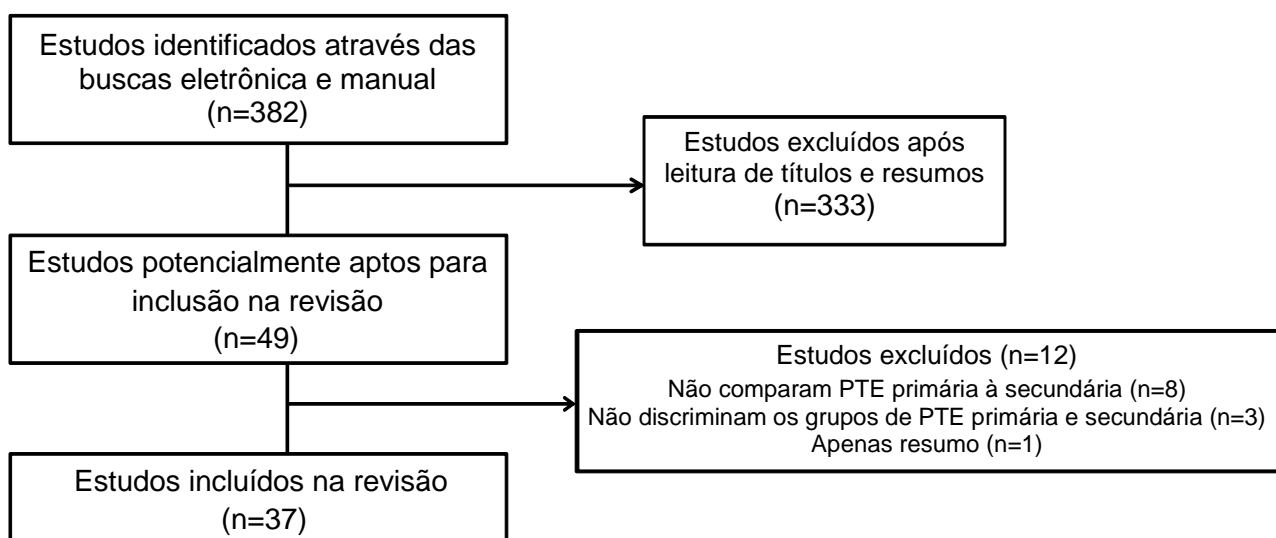 Estudos identificados através das
buscas eletrônica e manual
(n=382)
Estudos excluídos após
leitura de títulos e resumos
(n=333)
Estudos potencialmente aptos para
inclusão na revisão
(n=49)
Estudos excluídos (n=12)
Não comparam PTE primária à secundária (n=8)
Não discriminam os grupos de PTE primária e secundária (n=3)
Apenas resumo (n=1)
Estudos incluídos na revisão
(n=37)